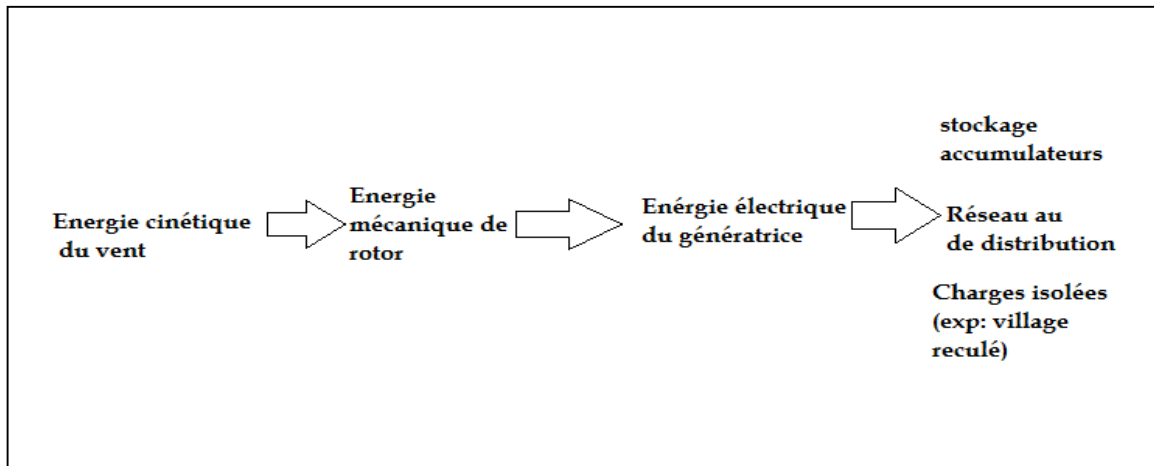 Energie cinétique
du vent
Energie
mécanique de
rotor
Enérgie électrique
du génératrice
stockage
accumulateurs
Réseau au
de distribution
Charges isolées
(exp: village
reculé)